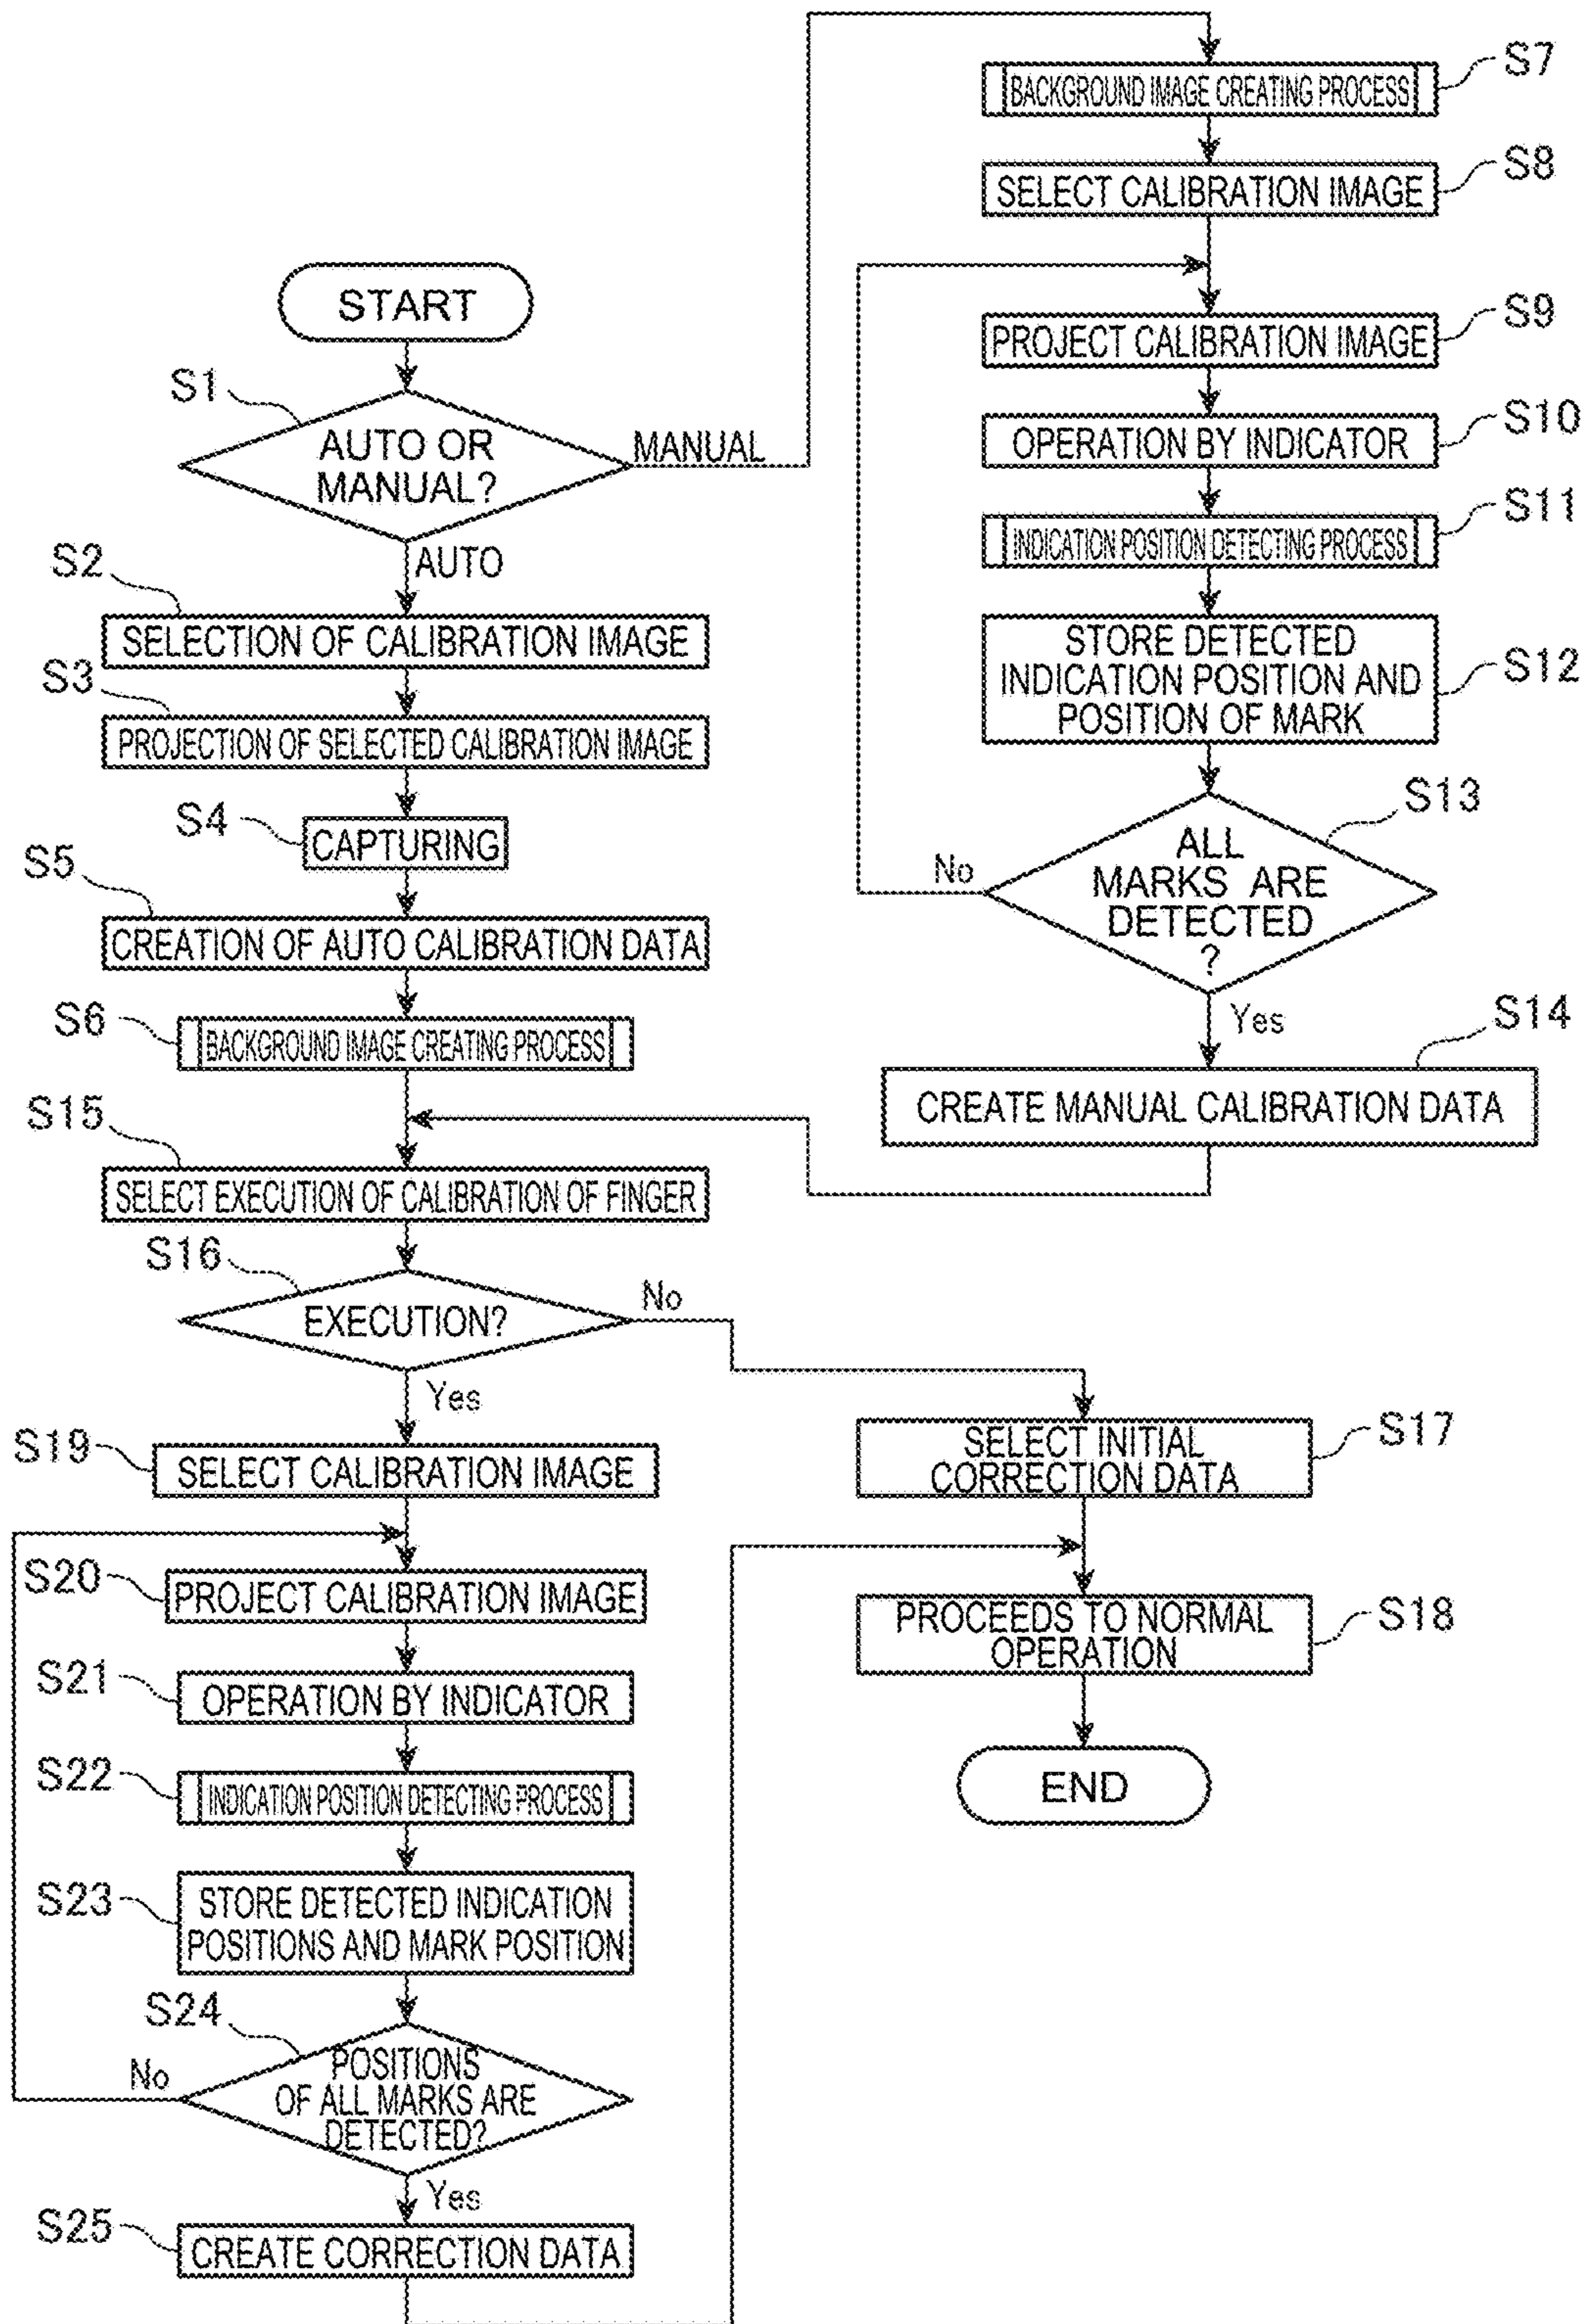 START
S1
AUTO OR
MANUAL?
MANUAL
AUTO
S2
SELECTION OF CALIBRATION IMAGE
S3
PROJECTION OF SELECTED CALIBRATION IMAGE
S4
CAPTURING
S5
CREATION OF AUTO CALIBRATION DATA
S6
BACKGROUND IMAGE CREATING PROCESS
S7
BACKGROUND IMAGE CREATING PROCESS
S8
SELECT CALIBRATION IMAGE
S9
PROJECT CALIBRATION IMAGE
S10
OPERATION BY INDICATOR
S11
INDICATION POSITION DETECTING PROCESS
S12
STORE DETECTED
INDICATION POSITION AND
POSITION OF MARK
S13
ALL
MARKS ARE
DETECTED
?
No
Yes
S14
CREATE MANUAL CALIBRATION DATA
S15
SELECT EXECUTION OF CALIBRATION OF FINGER
S16
EXECUTION?
No
Yes
S17
SELECT INITIAL
CORRECTION DATA
S18
PROCEEDS TO NORMAL
OPERATION
END
S19
SELECT CALIBRATION IMAGE
S20
PROJECT CALIBRATION IMAGE
S21
OPERATION BY INDICATOR
S22
INDICATION POSITION DETECTING PROCESS
S23
STORE DETECTED INDICATION
POSITIONS AND MARK POSITION
S24
POSITIONS
OF ALL MARKS ARE
DETECTED?
No
Yes
S25
CREATE CORRECTION DATA